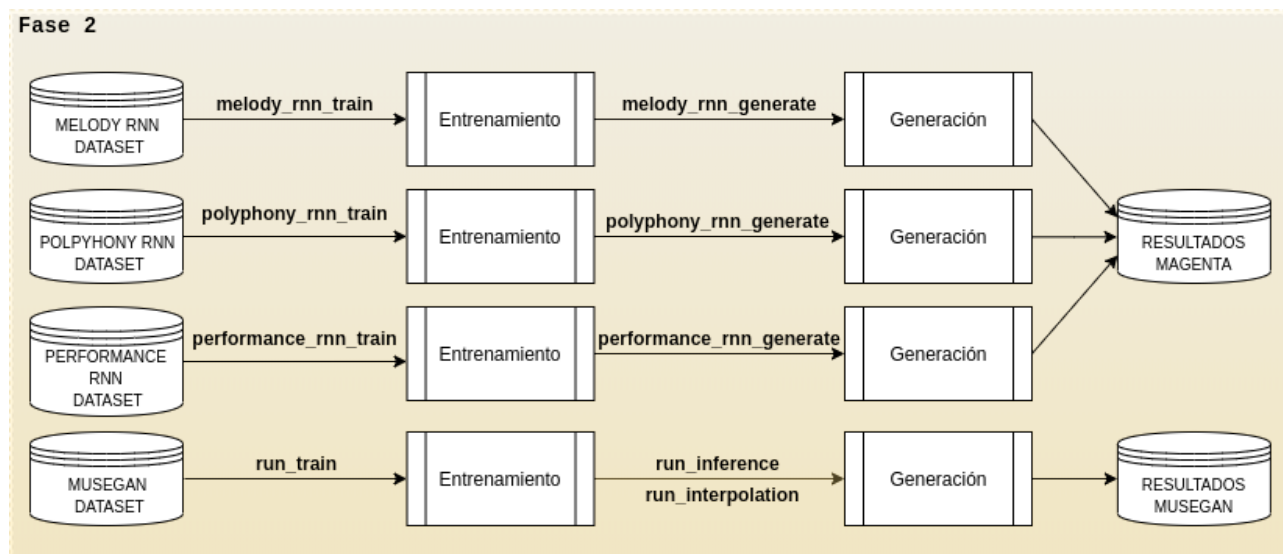 Fase 2
MELODY RNN
DATASET
melody_rnn_train
Entrenamiento
melody_rnn_generate
Generación
POLPYHONY RNN
DATASET
polyphony_rnn_train
Entrenamiento
polyphony_rnn_generate
Generación
RESULTADOS
MAGENTA
PERFORMANCE
RNN
DATASET
performance_rnn_train
Entrenamiento
performance_rnn_generate
Generación
MUSEGAN
DATASET
run_train
Entrenamiento
run_inference
run_interpolation
Generación
RESULTADOS
MUSEGAN